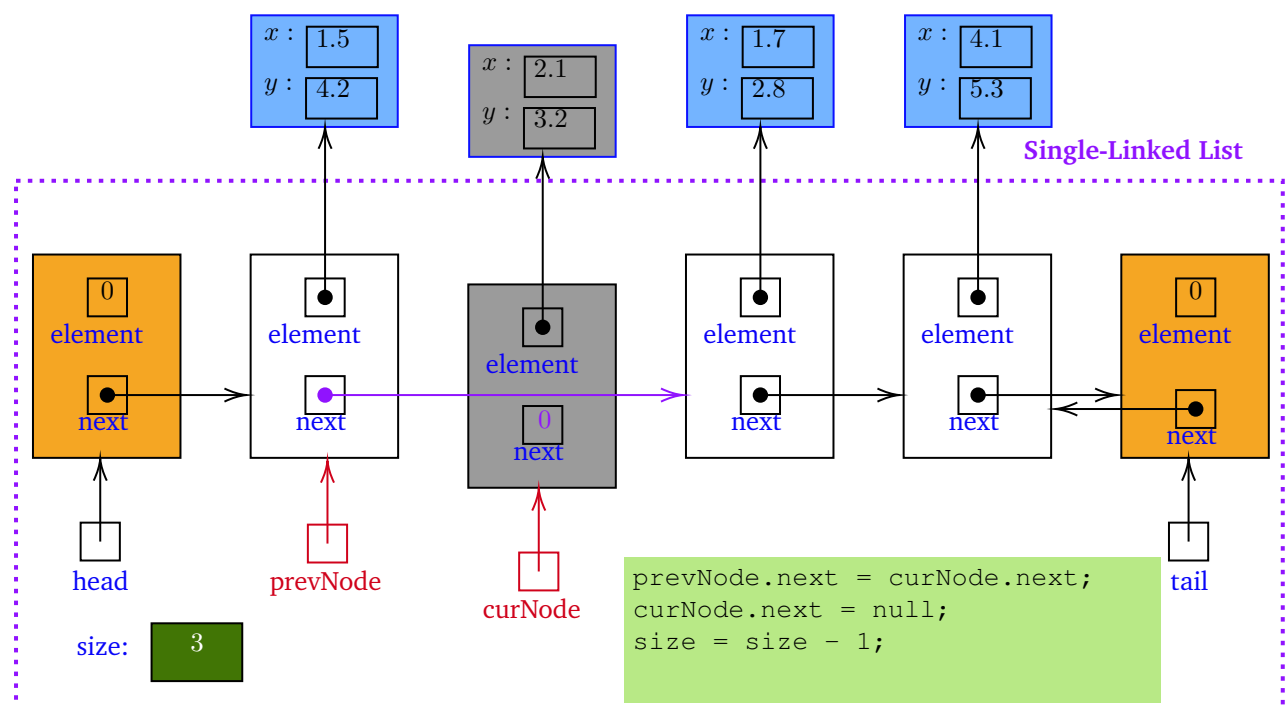 x : 1.5
y : 4.2
x : 2.1
y : 3.2
x : 1.7
y : 2.8
x : 4.1
y : 5.3
Single-Linked List
0
element
next
element
next
element
0
next
element
next
element
next
0
element
next
head
prevNode
curNode
tail
size:
3
prevNode.next = curNode.next;
curNode.next = null;
size = size - 1;